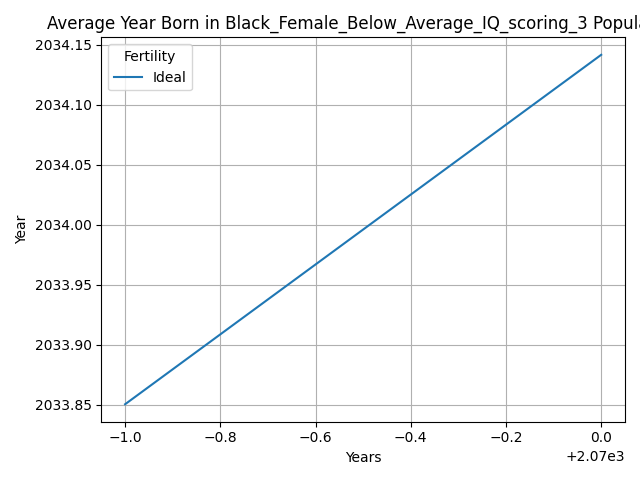 Average Year Born in Black_Female_Below_Average_IQ_scoring_3 Popula
Fertility
Ideal
2034.15
2034.10
2034.05
2034.00
2033.95
2033.90
2033.85
Year
−1.0 −0.8 −0.6 −0.4 −0.2 0.0
Years
+2.07e3